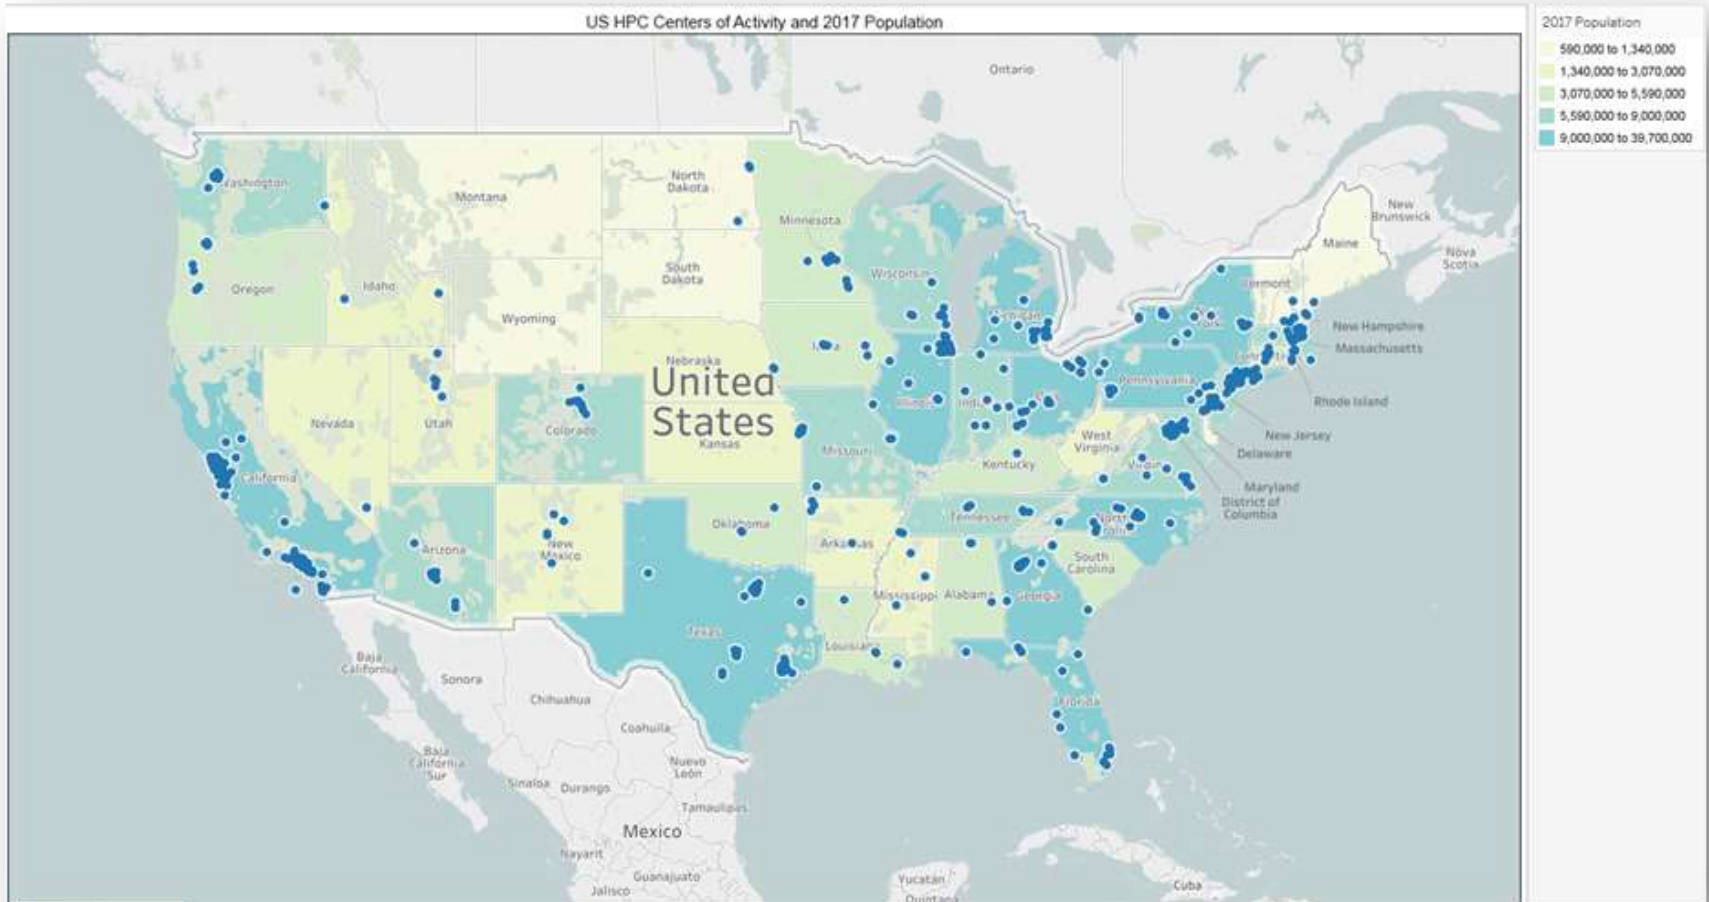 US HPC Centers of Activity and 2017 Population
2017 Population
590,000 to 1,340,000
1,340,000 to 3,070,000
3,070,000 to 5,590,000
5,590,000 to 9,000,000
9,000,000 to 39,700,000
Ontario
Washington
Montana
North
Dakota
Minnesota
New
Brunswick
Maine
Nova
Scotia
Oregon
Idaho
South
Dakota
Wisconsin
Vermont
Wyoming
Michigan
York
New Hampshire
Massachusetts
Nebraska
United
States
Pennsylvania
Rhode Island
Nevada
Utah
Colorado
Kansas
Missouri
West
Virginia
New Jersey
Delaware
California
Kentucky
Maryland
District of
Columbia
Oklahoma
Tennessee
North
Arizona
New
Mexico
Arkansas
South
Carolina
Mississippi
Alabama
Georgia
Texas
Louisiana
Florida
Baja
California
Sonora
Chihuahua
Coahuila
Baja
California
Sur
Nuevo
León
Sinaloa
Durango
Tamaulipas
Mexico
Nayarit
Guanajuato
Jalisco
Yucatán
Cuba